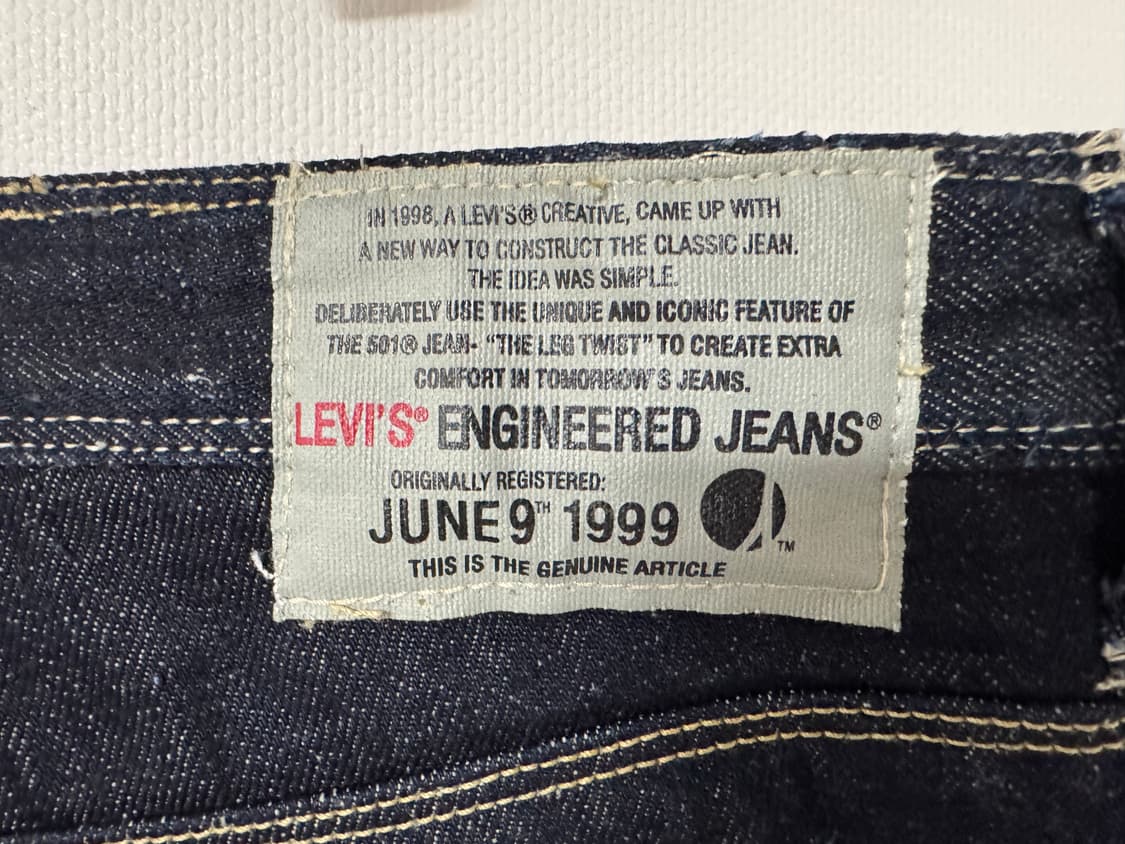 IN 1998, A LEVI'S® CREATIVE, CAME UP WITH
A NEW WAY TO CONSTRUCT THE CLASSIC JEAN.
THE IDEA WAS SIMPLE.
DELIBERATELY USE THE UNIQUE AND ICONIC FEATURE OF
THE 501® JEAN- "THE LEG TWIST" TO CREATE EXTRA
COMFORT IN TOMORROW'S JEANS.
LEVI'S® ENGINEERED JEANS®
ORIGINALLY REGISTERED:
JUNE 9TH 1999
TM
THIS IS THE GENUINE ARTICLE